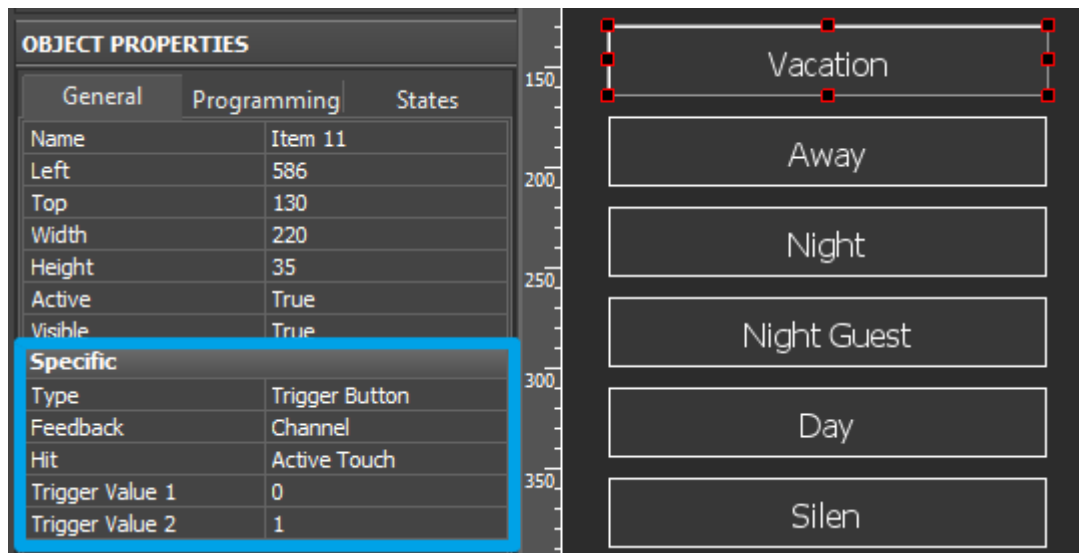 OBJECT PROPERTIES
General Programming States
Name Item 11
Left 586
Top 130
Width 220
Height 35
Active True
Visible True
Specific
Type Trigger Button
Feedback Channel
Hit Active Touch
Trigger Value 1 0
Trigger Value 2 1
150
200
250
300
350
Vacation
Away
Night
Night Guest
Day
Silen